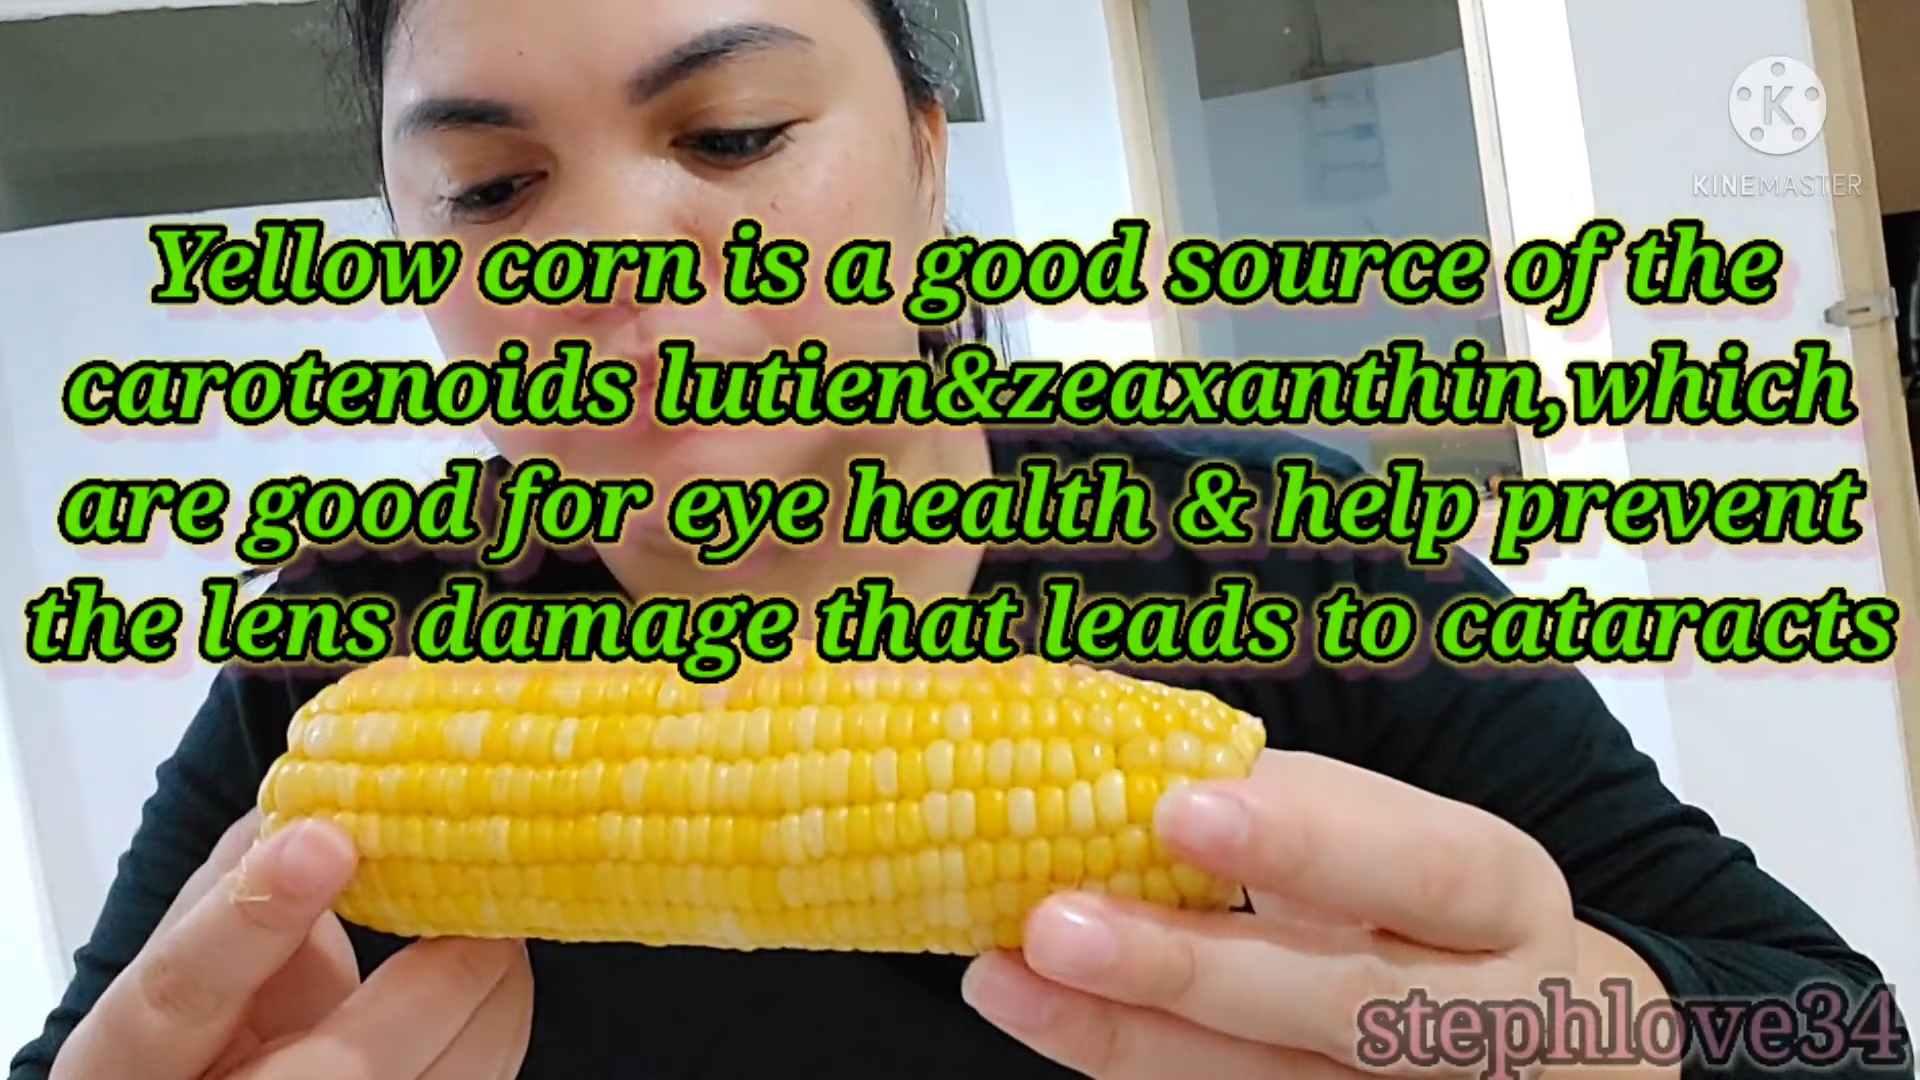 K
KINEMASTER
Yellow corn is a good source of the
carotenoids lutien&zeaxanthin,which
are good for eye health & help prevent
the lens damage that leads to cataracts
stephlove34